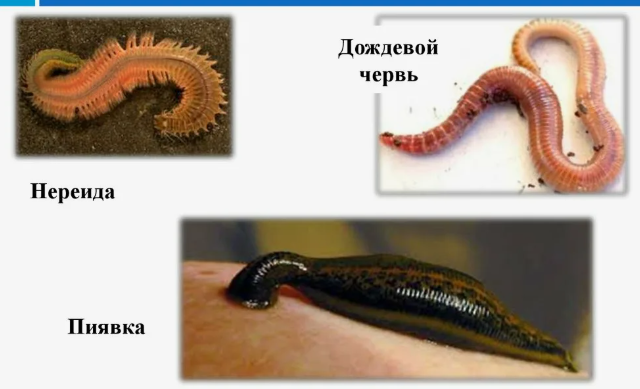 Дождевой
червь
Нереида
Пиявка